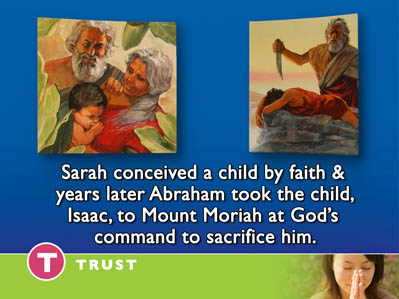 Sarah conceived a child by faith &
years later Abraham took the child,
Isaac, to Mount Moriah at God's
command to sacrifice him.
T TRUST